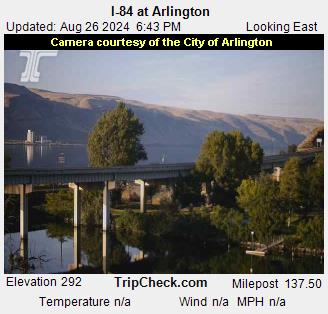 I-84 at Arlington
Updated: Aug 26 2024 6:43 PM Looking East
Camera courtesy of the City of Arlington
Elevation 292 TripCheck.com Milepost 137.50
Temperature n/a Wind n/a MPH n/a